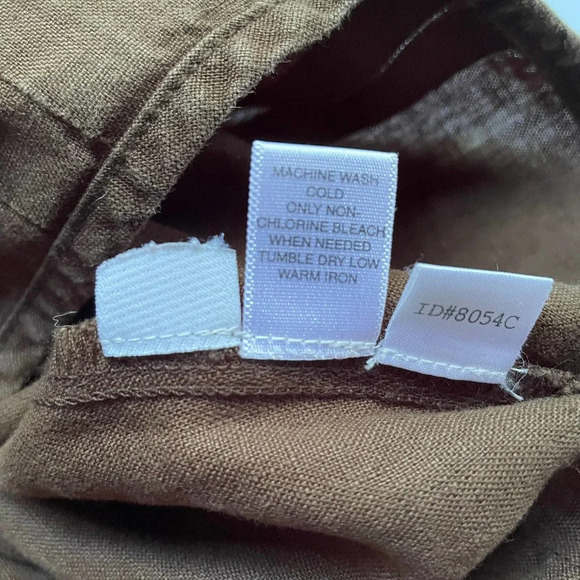 MACHINE WASH
COLD
ONLY NON-
CHLORINE BLEACH
WHEN NEEDED
TUMBLE DRY LOW
WARM IRON
ID#8054C